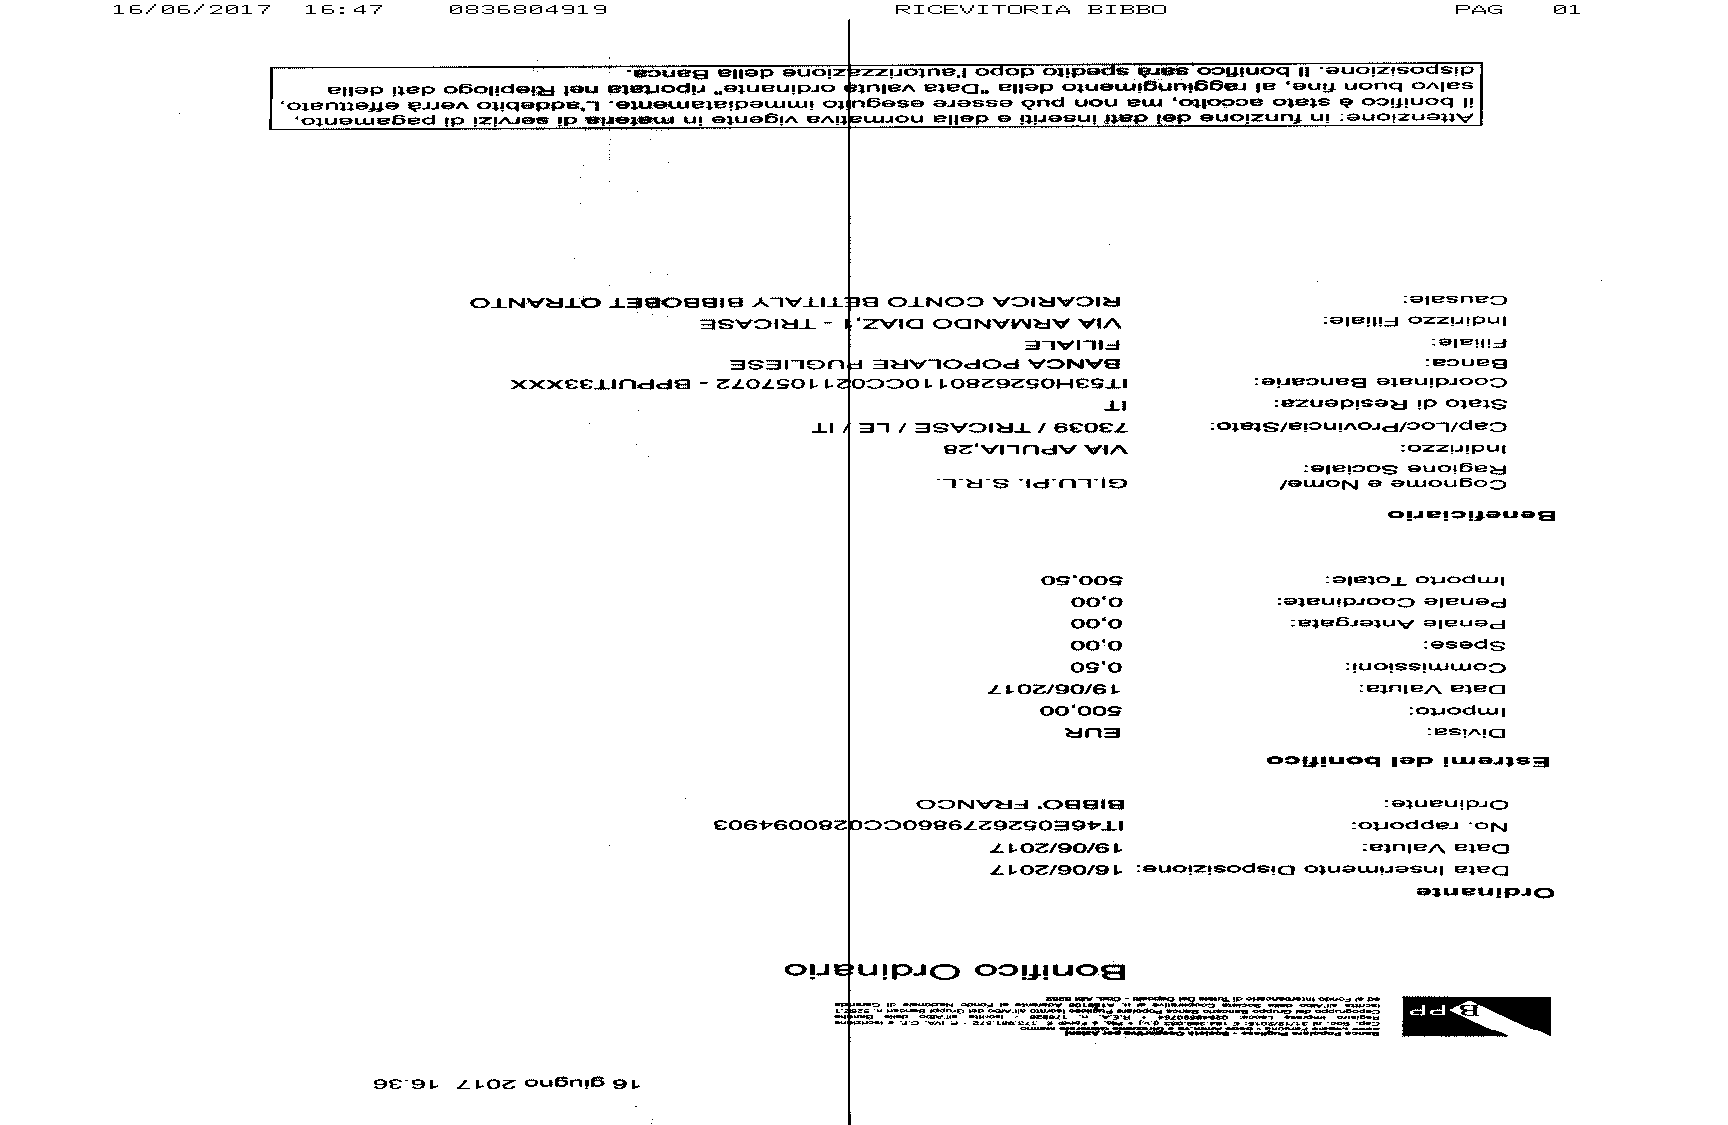 16/06/2017 16:47 0836804919 RICEVITORIA BIBBO PAG 01
16 giugno 2017 16.36
BPP
Banca Popolare Pugliese - Società Cooperativa per Azioni
Bonifico Ordinario
Ordinante
Data Inserimento Disposizione: 16/06/2017
Data Valuta: 19/06/2017
No. rapporto: IT46E0526279860CC0280094903
Ordinante: BIBBO' FRANCO
Estremi del bonifico
Divisa: EUR
Importo: 500,00
Data Valuta: 19/06/2017
Commissioni: 0,50
Spese: 0,00
Penale Antergata: 0,00
Penale Coordinate: 0,00
Importo Totale: 500,50
Beneficiario
Cognome e Nome/
Ragione Sociale: GI.LU.PI. S.R.L.
Indirizzo: VIA APULIA,28
Cap/Loc/Provincia/Stato: 73039 / TRICASE / LE / IT
Stato di Residenza: IT
Coordinate Bancarie: IT53H0526280110CC0211057072 - BPPUIT33XXX
Banca: BANCA POPOLARE PUGLIESE
Filiale: FILIALE
Indirizzo Filiale: VIA ARMANDO DIAZ,1 - TRICASE
Causale: RICARICA CONTO BETITALY BIBBOBET OTRANTO
Attenzione: in funzione dei dati inseriti e della normativa vigente in materia di servizi di pagamento,
il bonifico è stato accolto, ma non può essere eseguito immediatamente. L'addebito verrà effettuato,
salvo buon fine, al raggiungimento della "Data valuta ordinante" riportata nel Riepilogo dati della
disposizione. Il bonifico sarà spedito dopo l'autorizzazione della Banca.